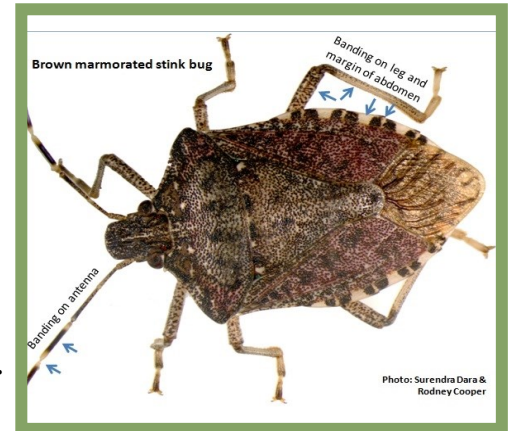 Brown marmorated stink bug
Banding on leg and
margin of abdomen
Banding on antenna
Photo: Surendra Dara &
Rodney Cooper